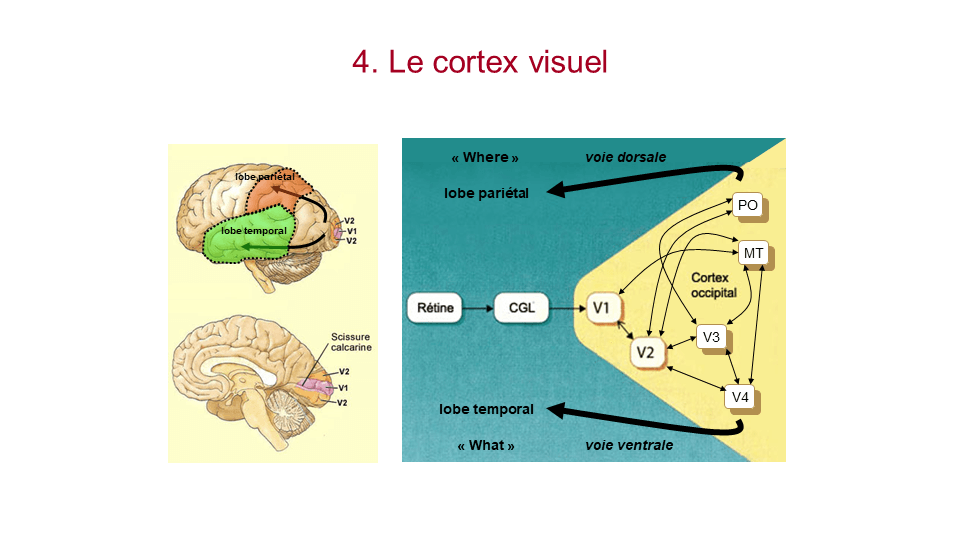 4. Le cortex visuel
lobe pariétal
lobe temporal
V2
V1
V2
Scissure
calcarine
V2
V1
V2
« Where »
voie dorsale
lobe pariétal
PO
MT
Cortex
occipital
Rétine
CGL
V1
V3
V2
V4
lobe temporal
« What »
voie ventrale